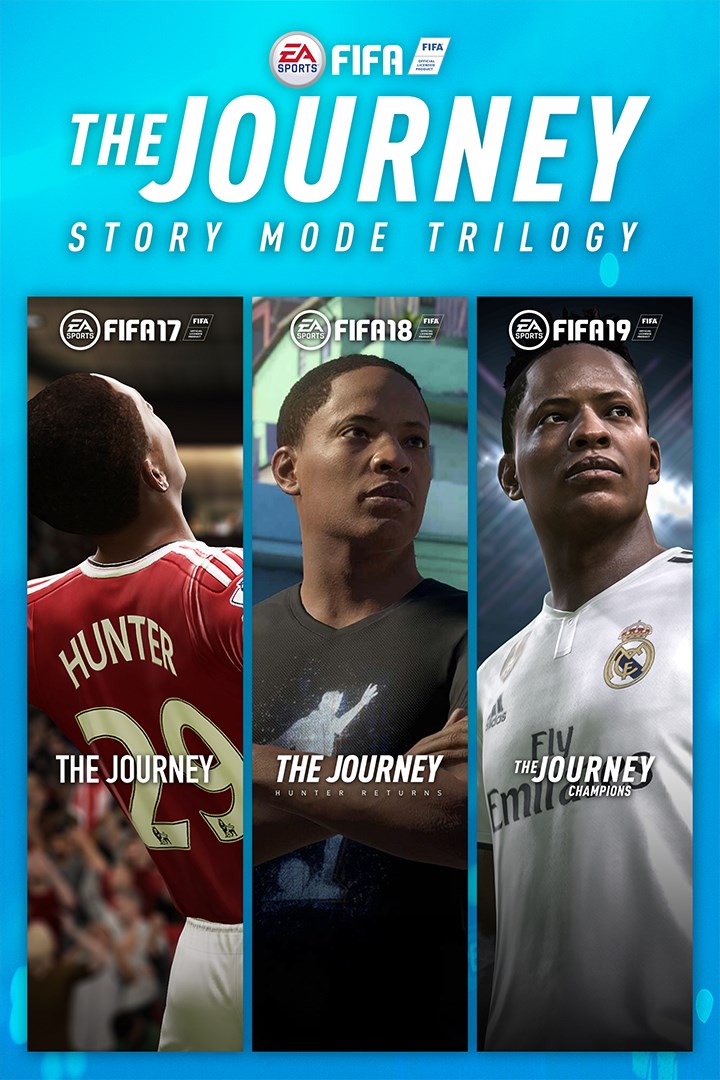 EA SPORTS FIFA FIFA OFFICIAL LICENSED PRODUCT
THE JOURNEY
STORY MODE TRILOGY
EA SPORTS FIFA17 FIFA
HUNTER
29
THE JOURNEY
EA SPORTS FIFA18 FIFA
THE JOURNEY
HUNTER RETURNS
EA SPORTS FIFA19 FIFA
adidas
Fly
Emirates
THE JOURNEY
CHAMPIONS